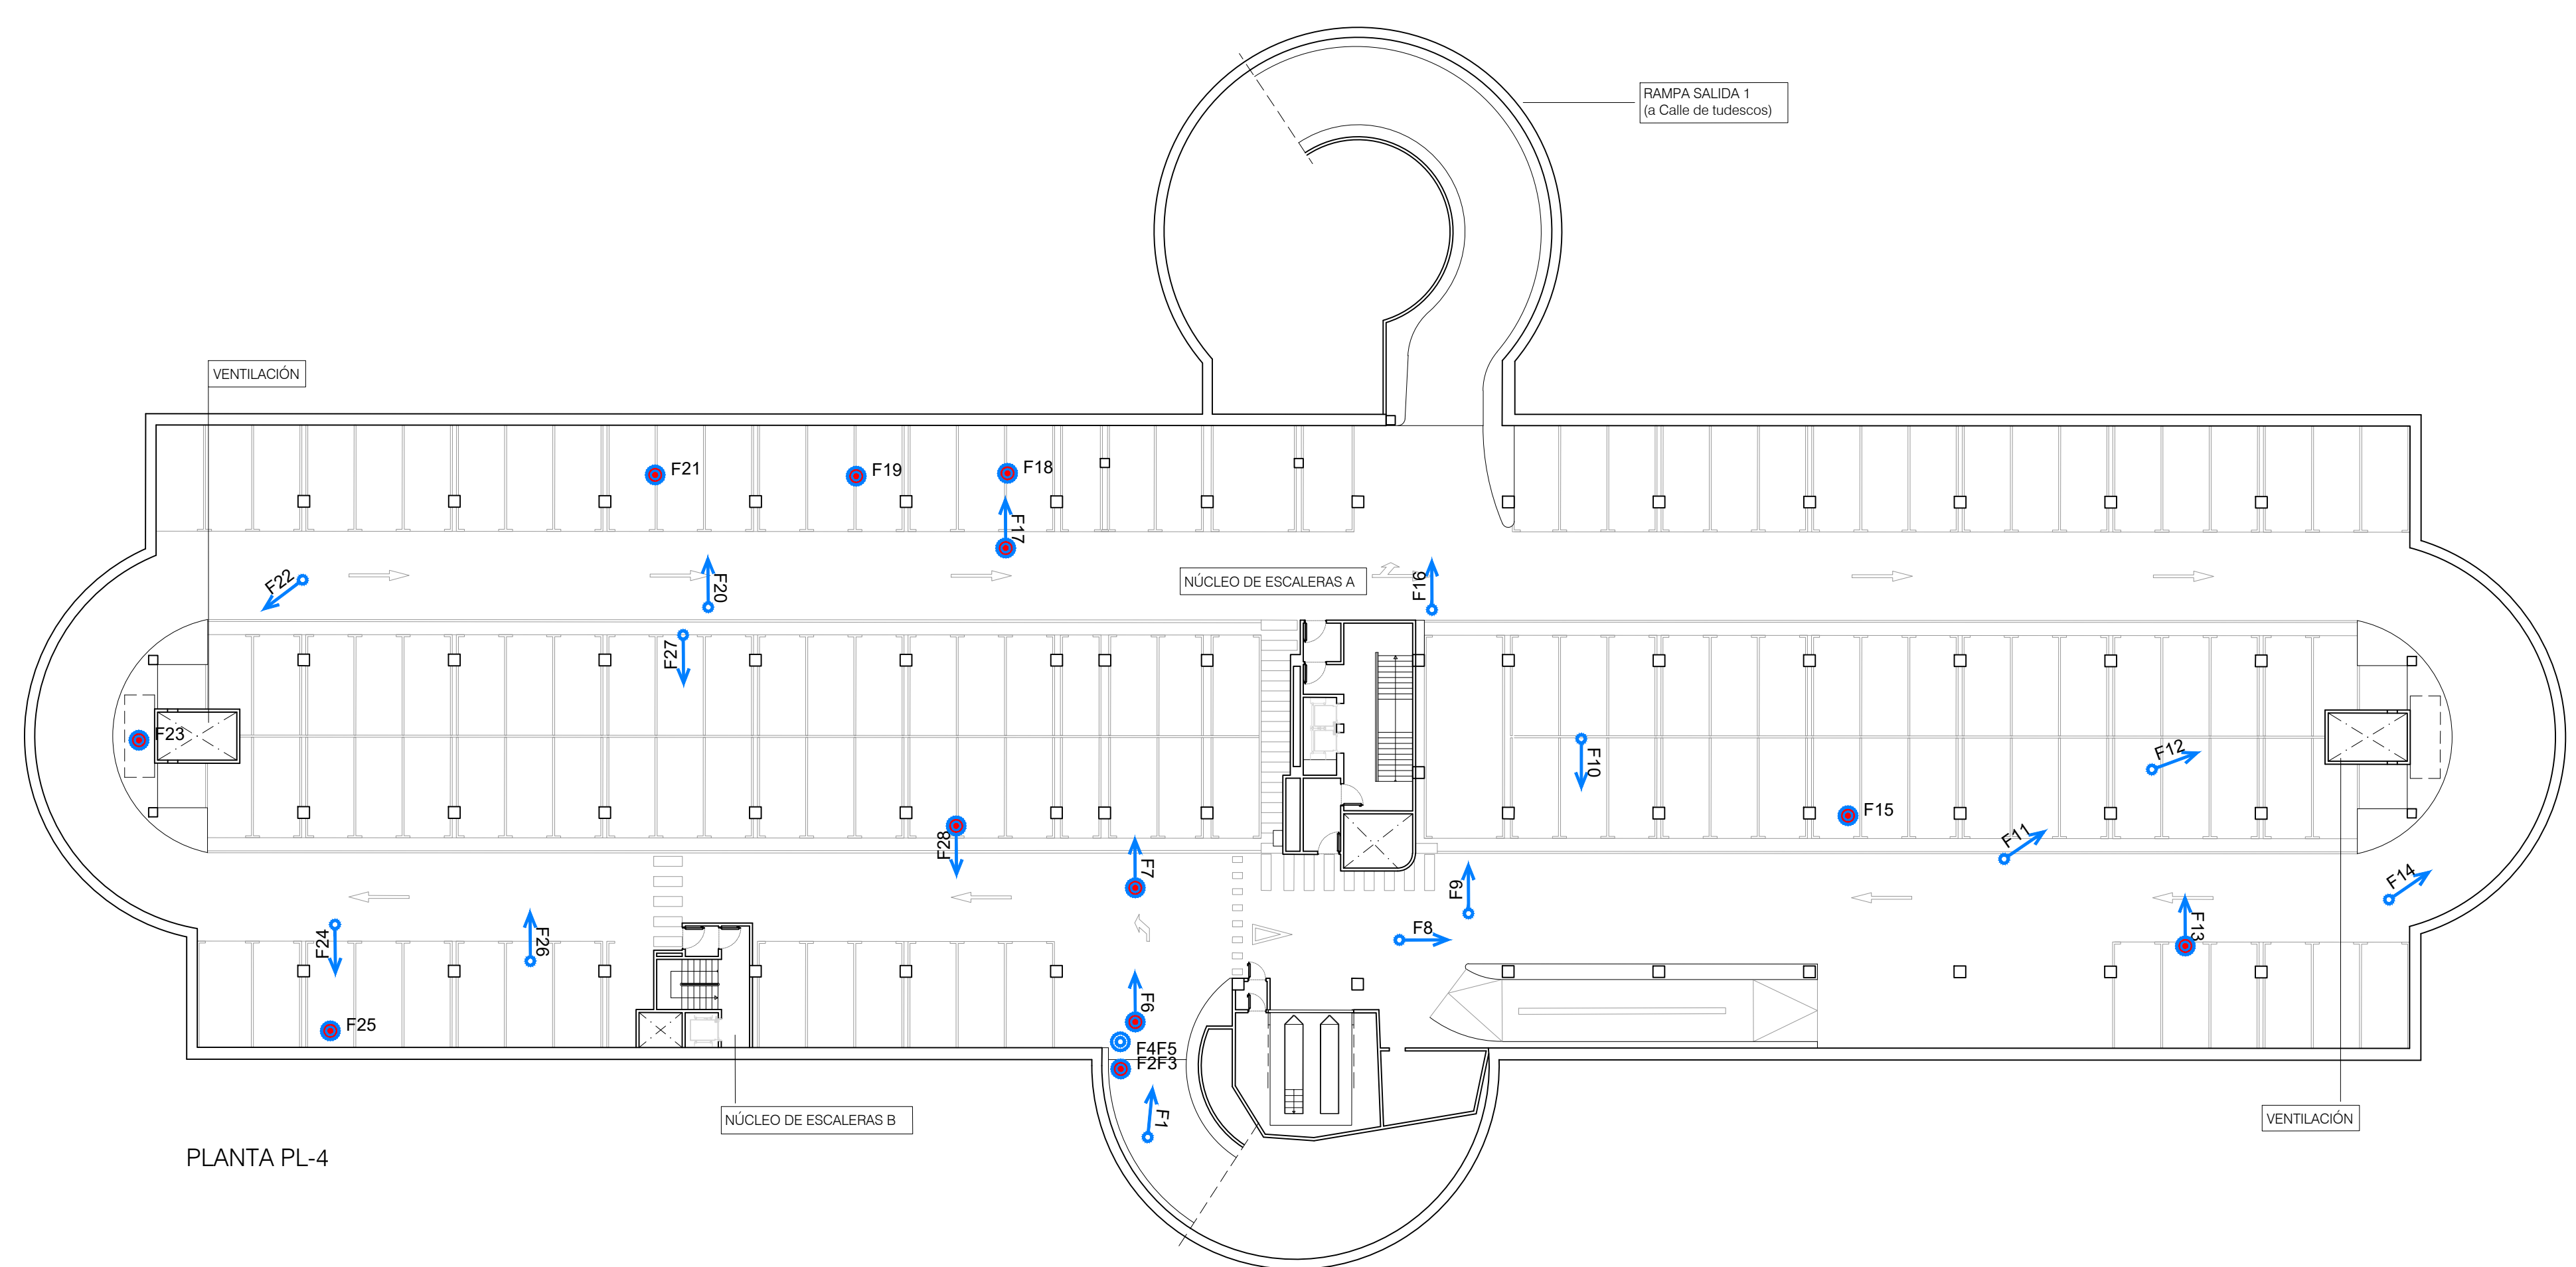 RAMPA SALIDA 1
(a Calle de tudescos)
VENTILACIÓN
F21
F19
F18
F17
F22
F20
NÚCLEO DE ESCALERAS A
F16
F27
F23
F10
F12
F15
F28
F11
F7
F14
F9
F8
F24
F26
F13
F6
F25
F4F5
F2F3
F1
NÚCLEO DE ESCALERAS B
VENTILACIÓN
PLANTA PL-4